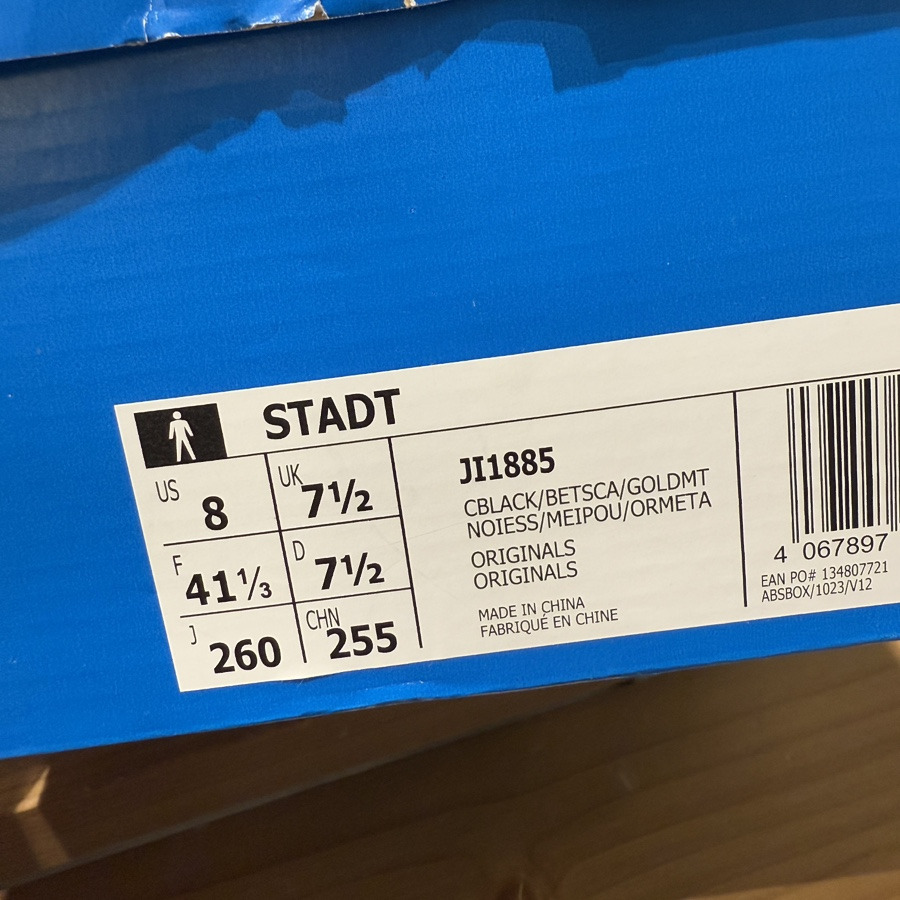 STADT
US 8
UK 7½
F 41⅓
D 7½
J 260
CHN 255
JI1885
CBLACK/BETSCA/GOLDMT
NOIESS/MEIPOU/ORMETA
ORIGINALS
ORIGINALS
MADE IN CHINA
FABRIQUÉ EN CHINE
4 067897
EAN PO# 134807721
ABSBOX/1023/V12